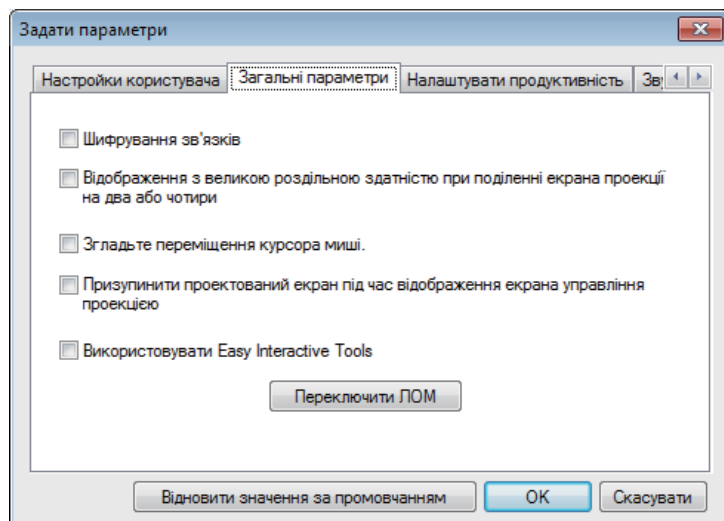 Задати параметри
Настройки користувача
Загальні параметри
Налаштувати продуктивність
Зву
Шифрування зв'язків
Відображення з великою роздільною здатністю при поділенні екрана проекції
на два або чотири
Згладьте переміщення курсора миші.
Призупинити проектований екран під час відображення екрана управління
проекцією
Використовувати Easy Interactive Tools
Переключити ЛОМ
Відновити значення за промовчанням
OK
Скасувати